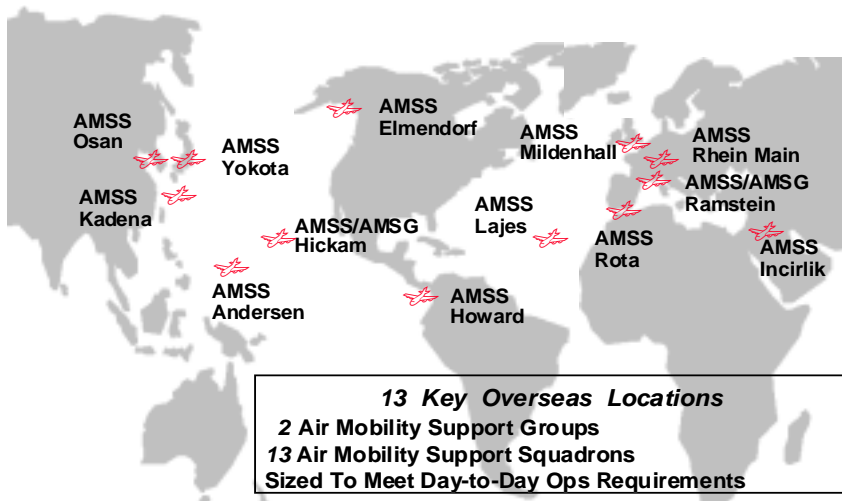 AMSS
Elmendorf
AMSS
Osan
AMSS
Yokota
AMSS
Mildenhall
AMSS
Rhein Main
AMSS
Kadena
AMSS/AMSG
Ramstein
AMSS
Lajes
AMSS/AMSG
Hickam
AMSS
Rota
AMSS
Incirlik
AMSS
Andersen
AMSS
Howard
13 Key Overseas Locations
2 Air Mobility Support Groups
13 Air Mobility Support Squadrons
Sized To Meet Day-to-Day Ops Requirements